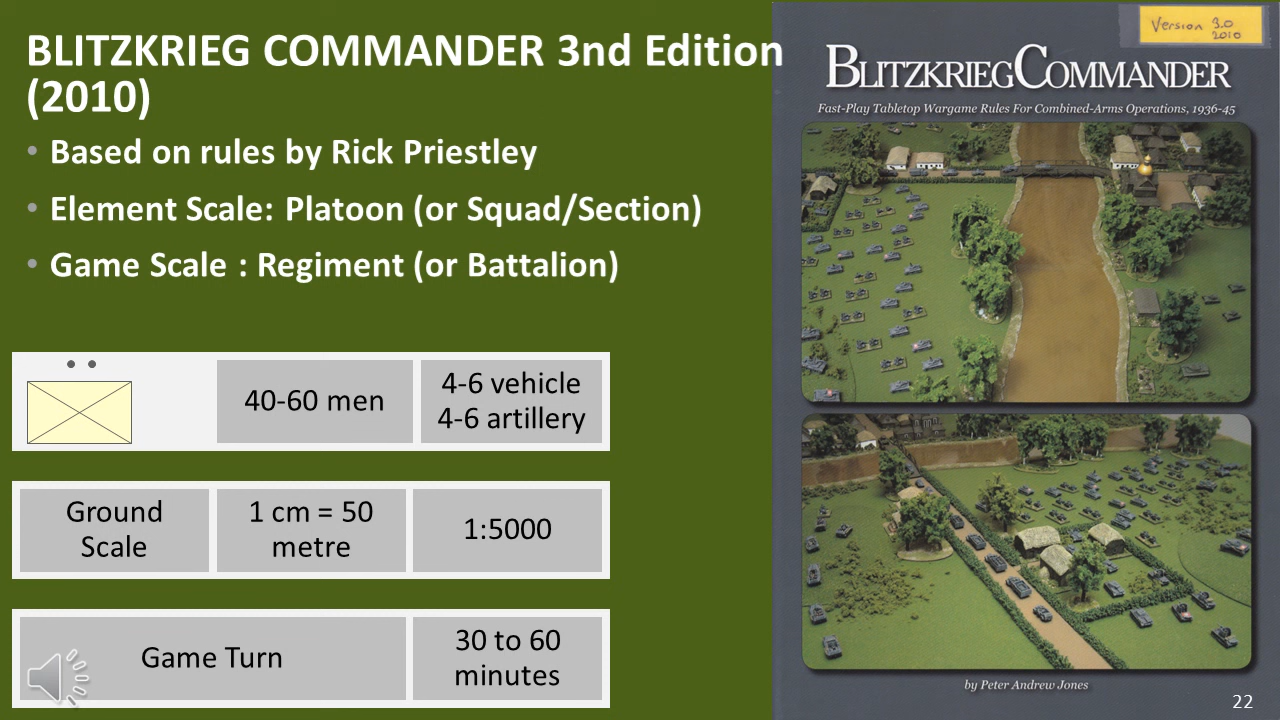 BLITZKRIEG COMMANDER 3nd Edition
(2010)
• Based on rules by Rick Priestley
• Element Scale: Platoon (or Squad/Section)
• Game Scale : Regiment (or Battalion)
40-60 men
4-6 vehicle
4-6 artillery
Ground
Scale
1 cm = 50
metre
1:5000
Game Turn
30 to 60
minutes
Version 3.0
2010
BLITZKRIEGCOMMANDER
Fast-Play Tabletop Wargame Rules For Combined-Arms Operations, 1936-45
by Peter Andrew Jones
22